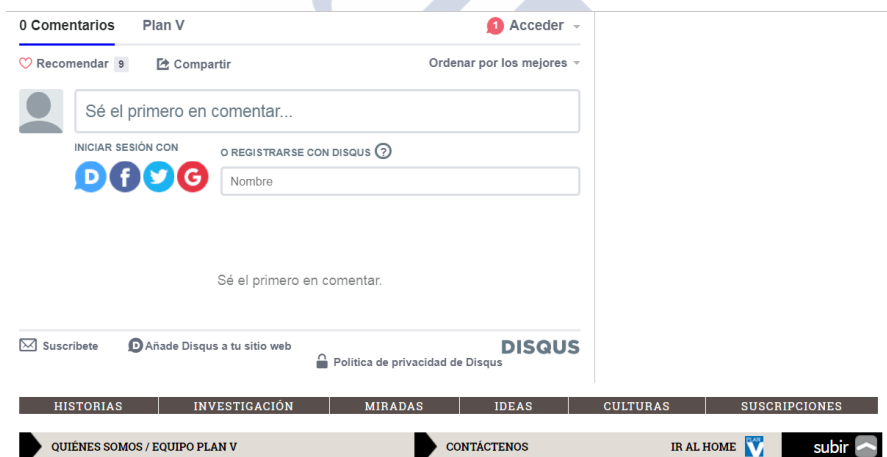 0 Comentarios Plan V 1 Acceder
Recomendar 9 Compartir Ordenar por los mejores
Sé el primero en comentar...
INICIAR SESIÓN CON O REGISTRARSE CON DISQUS ?
D f G
Nombre
Sé el primero en comentar.
Suscribete D Añade Disqus a tu sitio web DISQUS
Política de privacidad de Disqus
HISTORIAS INVESTIGACIÓN MIRADAS IDEAS CULTURAS SUSCRIPCIONES
QUIÉNES SOMOS / EQUIPO PLAN V CONTÁCTENOS IR AL HOME PLAN V subir